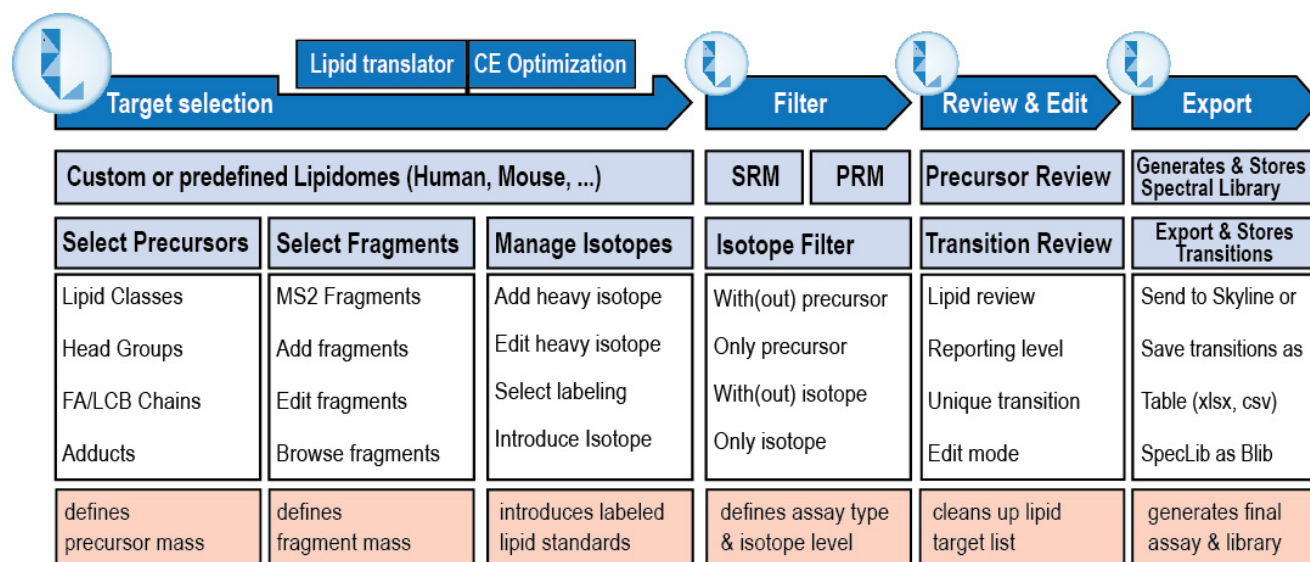 Lipid translator
CE Optimization
Target selection
Filter
Review & Edit
Export
Custom or predefined Lipidomes (Human, Mouse, ...)
SRM
PRM
Precursor Review
Generates & Stores
Spectral Library
Select Precursors
Select Fragments
Manage Isotopes
Isotope Filter
Transition Review
Export & Stores
Transitions
Lipid Classes
Head Groups
FA/LCB Chains
Adducts
MS2 Fragments
Add fragments
Edit fragments
Browse fragments
Add heavy isotope
Edit heavy isotope
Select labeling
Introduce Isotope
With(out) precursor
Only precursor
With(out) isotope
Only isotope
Lipid review
Reporting level
Unique transition
Edit mode
Send to Skyline or
Save transitions as
Table (xlsx, csv)
SpecLib as Blib
defines
precursor mass
defines
fragment mass
introduces labeled
lipid standards
defines assay type
& isotope level
cleans up lipid
target list
generates final
assay & library